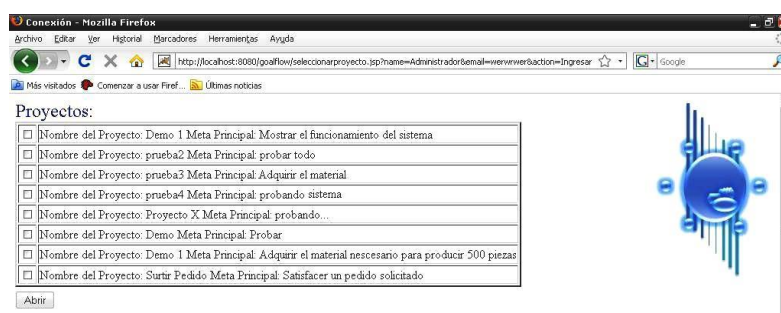 Conexión - Mozilla Firefox
Archivo Editar Ver Historial Marcadores Herramientas Ayuda
http://localhost:8080/goalflow/seleccionarproyecto.jsp?name=Administrador&email=werwrwer&action=Ingresar
Google
Más visitados Comenzar a usar Firef... Últimas noticias
Proyectos:
Nombre del Proyecto: Demo 1 Meta Principal: Mostrar el funcionamiento del sistema
Nombre del Proyecto: prueba2 Meta Principal: probar todo
Nombre del Proyecto: prueba3 Meta Principal: Adquirir el material
Nombre del Proyecto: prueba4 Meta Principal: probando sistema
Nombre del Proyecto: Proyecto X Meta Principal: probando...
Nombre del Proyecto: Demo Meta Principal: Probar
Nombre del Proyecto: Demo 1 Meta Principal: Adquirir el material nescesario para producir 500 piezas
Nombre del Proyecto: Surtir Pedido Meta Principal: Satisfacer un pedido solicitado
Abrir